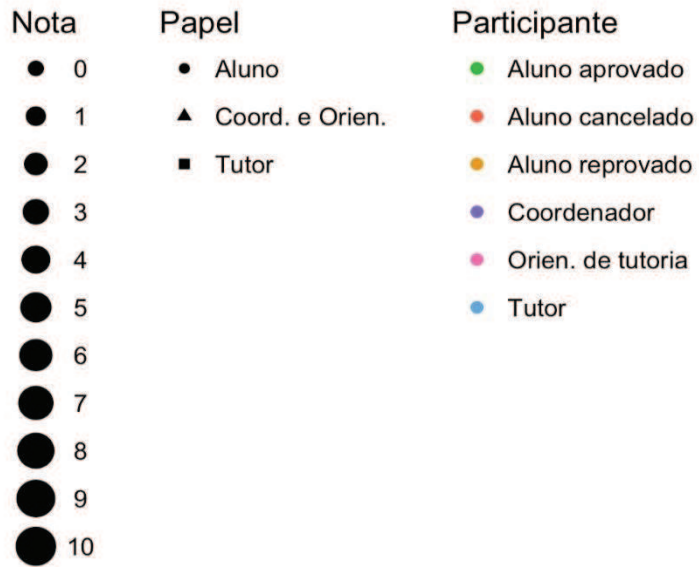 Nota
0
1
2
3
4
5
6
7
8
9
10
Papel
Aluno
Coord. e Orien.
Tutor
Participante
Aluno aprovado
Aluno cancelado
Aluno reprovado
Coordenador
Orien. de tutoria
Tutor